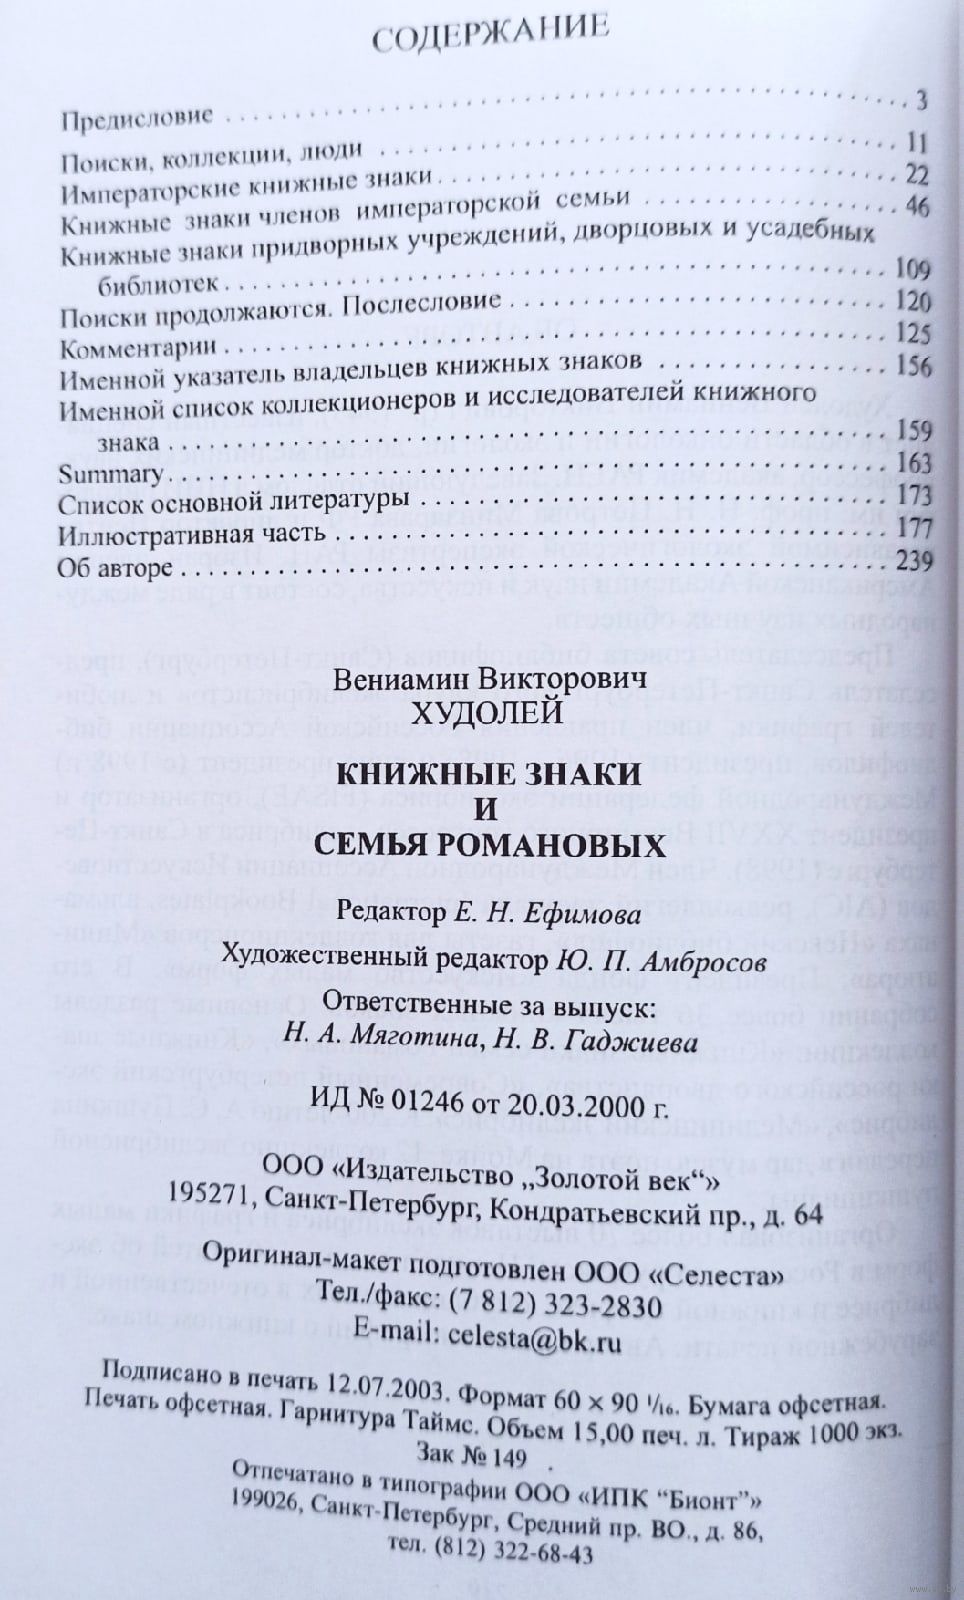 СОДЕРЖАНИЕ
Предисловие . . . . . . . . . . 3
Поиски, коллекции, люди . . . . . . . . . . 11
Императорские книжные знаки . . . . . . . . . . 22
Книжные знаки членов императорской семьи . . . . . . . . . . 46
Книжные знаки придворных учреждений, дворцовых и усадебных
библиотек . . . . . . . . . . 109
Поиски продолжаются. Послесловие . . . . . . . . . . 120
Комментарии . . . . . . . . . . 125
Именной указатель владельцев книжных знаков . . . . . . . . . . 156
Именной список коллекционеров и исследователей книжного
знака . . . . . . . . . . 159
Summary . . . . . . . . . . 163
Список основной литературы . . . . . . . . . . 173
Иллюстративная часть . . . . . . . . . . 177
Об авторе . . . . . . . . . . 239
Вениамин Викторович
ХУДОЛЕЙ
КНИЖНЫЕ ЗНАКИ
И
СЕМЬЯ РОМАНОВЫХ
Редактор Е. Н. Ефимова
Художественный редактор Ю. П. Амбросов
Ответственные за выпуск:
Н. А. Мяготина, Н. В. Гаджиева
ИД № 01246 от 20.03.2000 г.
ООО «Издательство „Золотой век“»
195271, Санкт-Петербург, Кондратьевский пр., д. 64
Оригинал-макет подготовлен ООО «Селеста»
Тел./факс: (7 812) 323-2830
E-mail: celesta@bk.ru
Подписано в печать 12.07.2003. Формат 60 × 90 1/16. Бумага офсетная.
Печать офсетная. Гарнитура Таймс. Объем 15,00 печ. л. Тираж 1000 экз.
Зак № 149
Отпечатано в типографии ООО «ИПК “Бионт”»
199026, Санкт-Петербург, Средний пр. ВО., д. 86,
тел. (812) 322-68-43